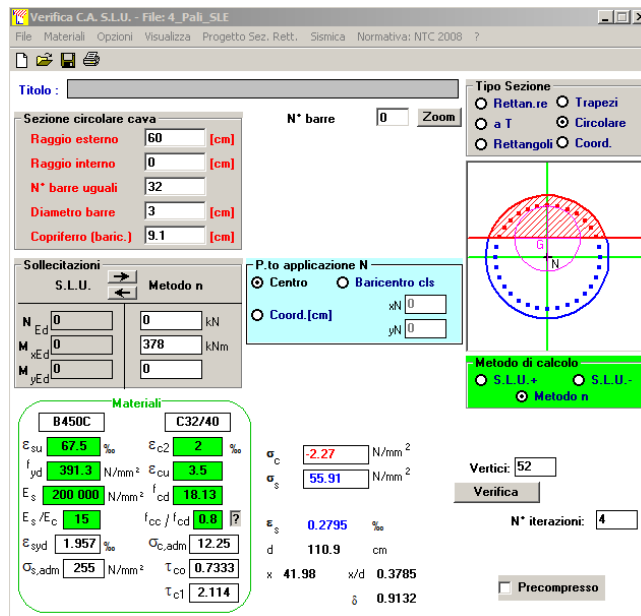 Verifica C.A. S.L.U. - File: 4_Pali_SLE
File Materiali Opzioni Visualizza Progetto Sez. Rett. Sismica Normativa: NTC 2008 ?
Titolo :
Tipo Sezione
Rettan.re Trapezi
a T Circolare
Rettangoli Coord.
Sezione circolare cava
Raggio esterno 60 [cm]
Raggio interno 0 [cm]
N° barre uguali 32
Diametro barre 3 [cm]
Copriferro (baric.) 9.1 [cm]
N° barre 0 Zoom
G
N
Sollecitazioni
S.L.U. Metodo n
N Ed 0 0 kN
M xEd 0 378 kNm
M yEd 0 0
P.to applicazione N
Centro Baricentro cls
Coord.[cm] xN 0
yN 0
Metodo di calcolo
S.L.U.+ S.L.U.-
Metodo n
Materiali
B450C C32/40
εsu 67.5 ‰ εc2 2 ‰
fyd 391.3 N/mm² εcu 3.5
Es 200 000 N/mm² fcd 18.13
Es /Ec 15 fcc / fcd 0.8 ?
εsyd 1.957 ‰ σc,adm 12.25
σs,adm 255 N/mm² τco 0.7333
τc1 2.114
σc -2.27 N/mm²
σs 55.91 N/mm²
εs 0.2795 ‰
d 110.9 cm
x 41.98 x/d 0.3785
δ 0.9132
Vertici: 52
Verifica
N° iterazioni: 4
Precompresso